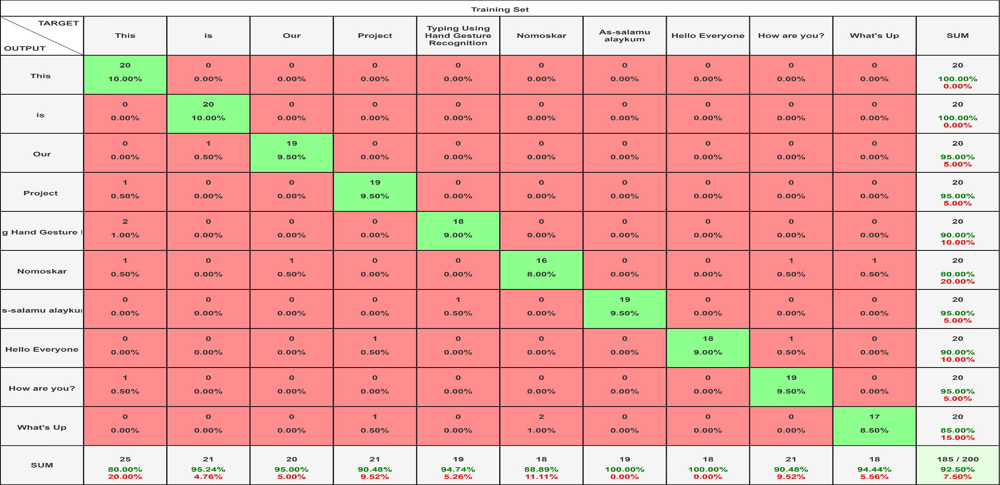 Training Set
TARGET
OUTPUT
This
is
Our
Project
Typing Using
Hand Gesture
Recognition
Nomoskar
As-salamu
alaykum
Hello Everyone
How are you?
What's Up
SUM
This
20 0 0 0 0 0 0 0 0 0 20
10.00% 0.00% 0.00% 0.00% 0.00% 0.00% 0.00% 0.00% 0.00% 0.00% 100.00%
0.00%
is
0 20 0 0 0 0 0 0 0 0 20
0.00% 10.00% 0.00% 0.00% 0.00% 0.00% 0.00% 0.00% 0.00% 0.00% 100.00%
0.00%
Our
0 1 19 0 0 0 0 0 0 0 20
0.00% 0.50% 9.50% 0.00% 0.00% 0.00% 0.00% 0.00% 0.00% 0.00% 95.00%
5.00%
Project
1 0 0 19 0 0 0 0 0 0 20
0.50% 0.00% 0.00% 9.50% 0.00% 0.00% 0.00% 0.00% 0.00% 0.00% 95.00%
5.00%
g Hand Gesture
2 0 0 0 18 0 0 0 0 0 20
1.00% 0.00% 0.00% 0.00% 9.00% 0.00% 0.00% 0.00% 0.00% 0.00% 90.00%
10.00%
Nomoskar
1 0 1 0 0 16 0 0 1 1 20
0.50% 0.00% 0.50% 0.00% 0.00% 8.00% 0.00% 0.00% 0.50% 0.50% 80.00%
20.00%
s-salamu alayku
0 0 0 0 1 0 19 0 0 0 20
0.00% 0.00% 0.00% 0.00% 0.50% 0.00% 9.50% 0.00% 0.00% 0.00% 95.00%
5.00%
Hello Everyone
0 0 0 1 0 0 0 18 1 0 20
0.00% 0.00% 0.00% 0.50% 0.00% 0.00% 0.00% 9.00% 0.50% 0.00% 90.00%
10.00%
How are you?
1 0 0 0 0 0 0 0 19 0 20
0.50% 0.00% 0.00% 0.00% 0.00% 0.00% 0.00% 0.00% 9.50% 0.00% 95.00%
5.00%
What's Up
0 0 0 1 0 2 0 0 0 17 20
0.00% 0.00% 0.00% 0.50% 0.00% 1.00% 0.00% 0.00% 0.00% 8.50% 85.00%
15.00%
SUM
25 21 20 21 19 18 19 18 21 18 185 / 200
80.00% 95.24% 95.00% 90.48% 94.74% 88.89% 100.00% 100.00% 90.48% 94.44% 92.50%
20.00% 4.76% 5.00% 9.52% 5.26% 11.11% 0.00% 0.00% 9.52% 5.56% 7.50%